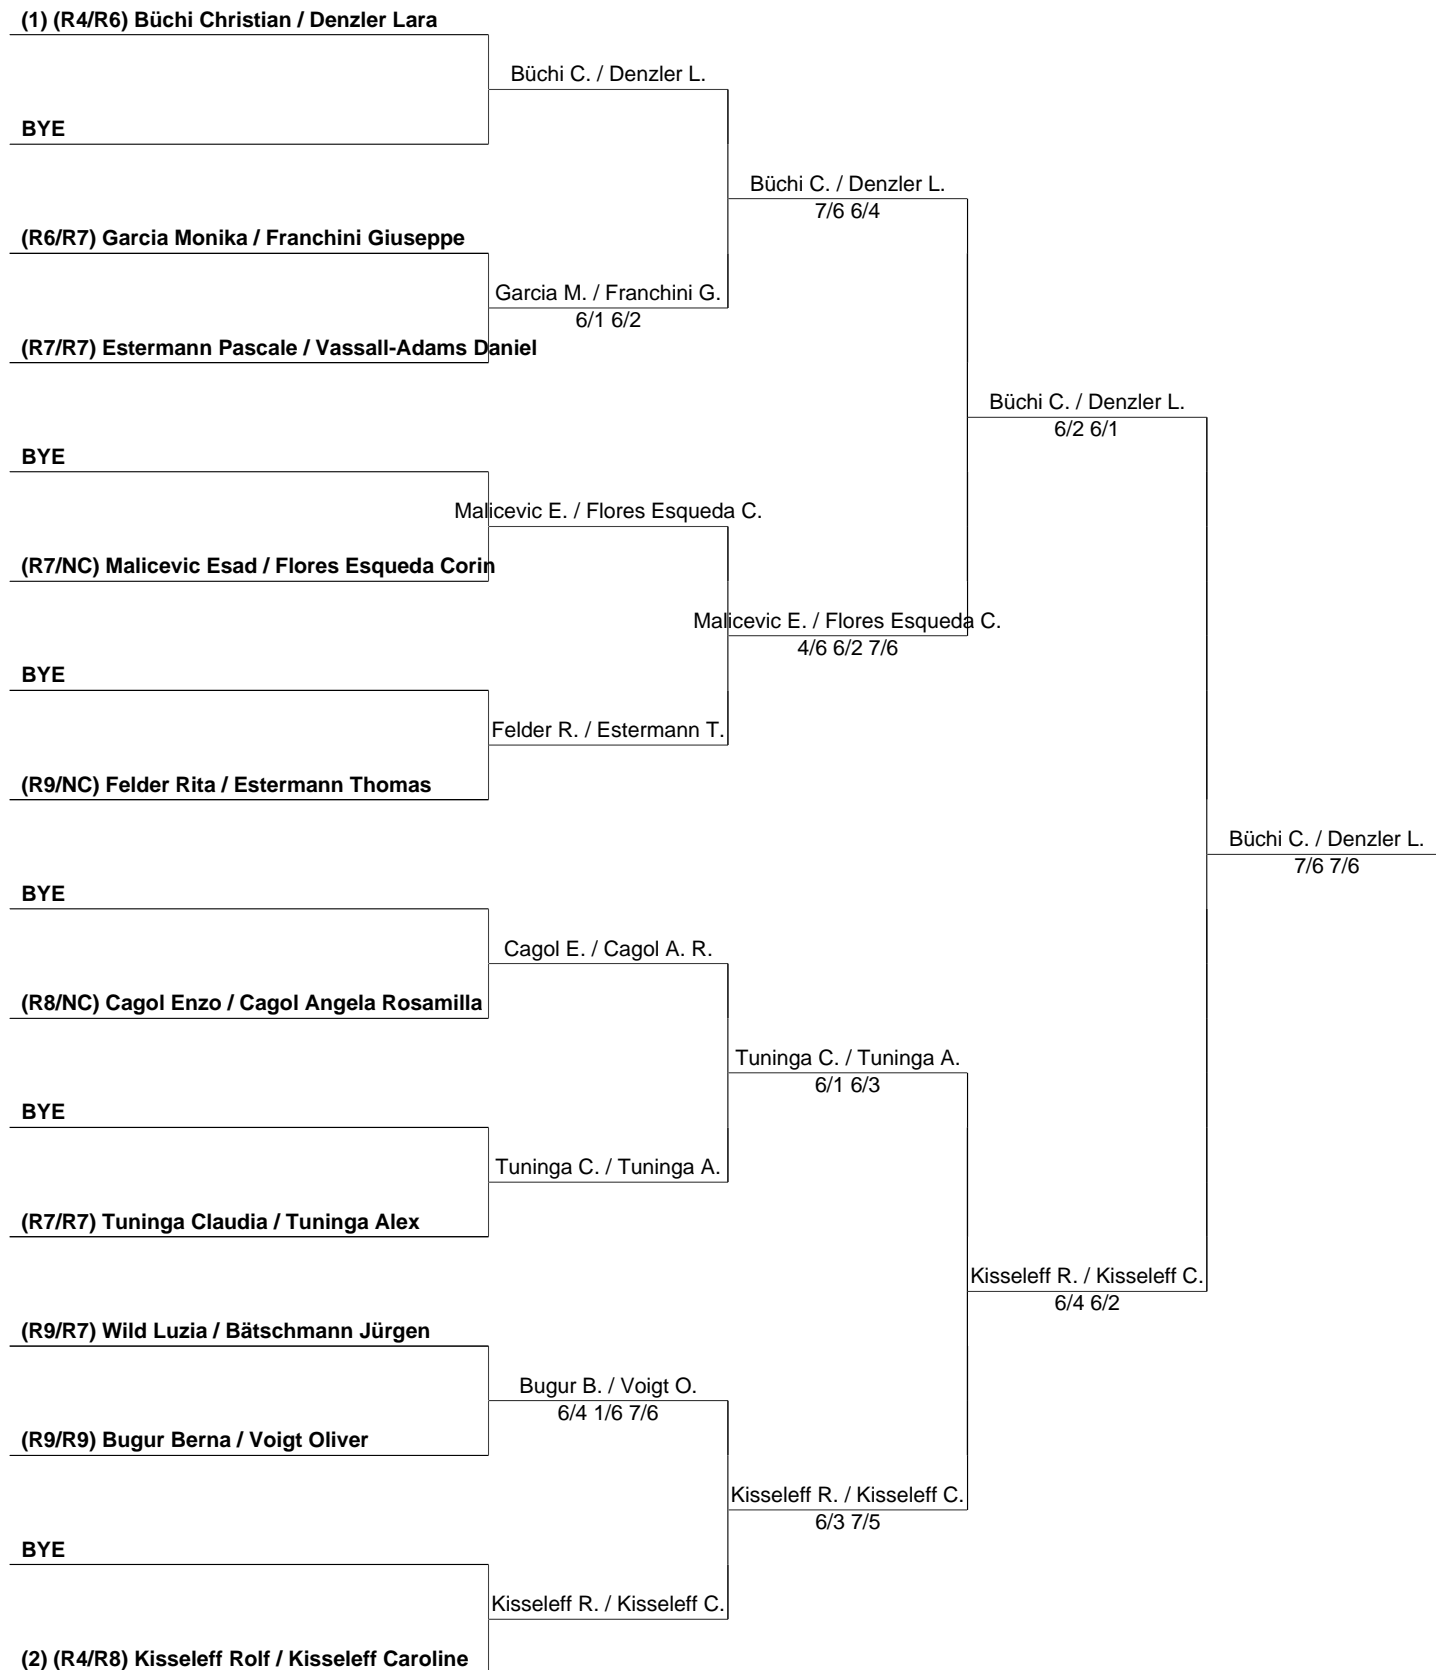 (1) (R4/R6) Büchi Christian / Denzler Lara
Büchi C. / Denzler L.
BYE
Büchi C. / Denzler L.
7/6 6/4
(R6/R7) Garcia Monika / Franchini Giuseppe
Garcia M. / Franchini G.
6/1 6/2
(R7/R7) Estermann Pascale / Vassall-Adams Daniel
Büchi C. / Denzler L.
6/2 6/1
BYE
Malicevic E. / Flores Esqueda C.
(R7/NC) Malicevic Esad / Flores Esqueda Corin
Malicevic E. / Flores Esqueda C.
4/6 6/2 7/6
BYE
Felder R. / Estermann T.
(R9/NC) Felder Rita / Estermann Thomas
Büchi C. / Denzler L.
7/6 7/6
BYE
Cagol E. / Cagol A. R.
(R8/NC) Cagol Enzo / Cagol Angela Rosamilla
Tuninga C. / Tuninga A.
6/1 6/3
BYE
Tuninga C. / Tuninga A.
(R7/R7) Tuninga Claudia / Tuninga Alex
Kisseleff R. / Kisseleff C.
6/4 6/2
(R9/R7) Wild Luzia / Bätschmann Jürgen
Bugur B. / Voigt O.
6/4 1/6 7/6
(R9/R9) Bugur Berna / Voigt Oliver
Kisseleff R. / Kisseleff C.
6/3 7/5
BYE
Kisseleff R. / Kisseleff C.
(2) (R4/R8) Kisseleff Rolf / Kisseleff Caroline